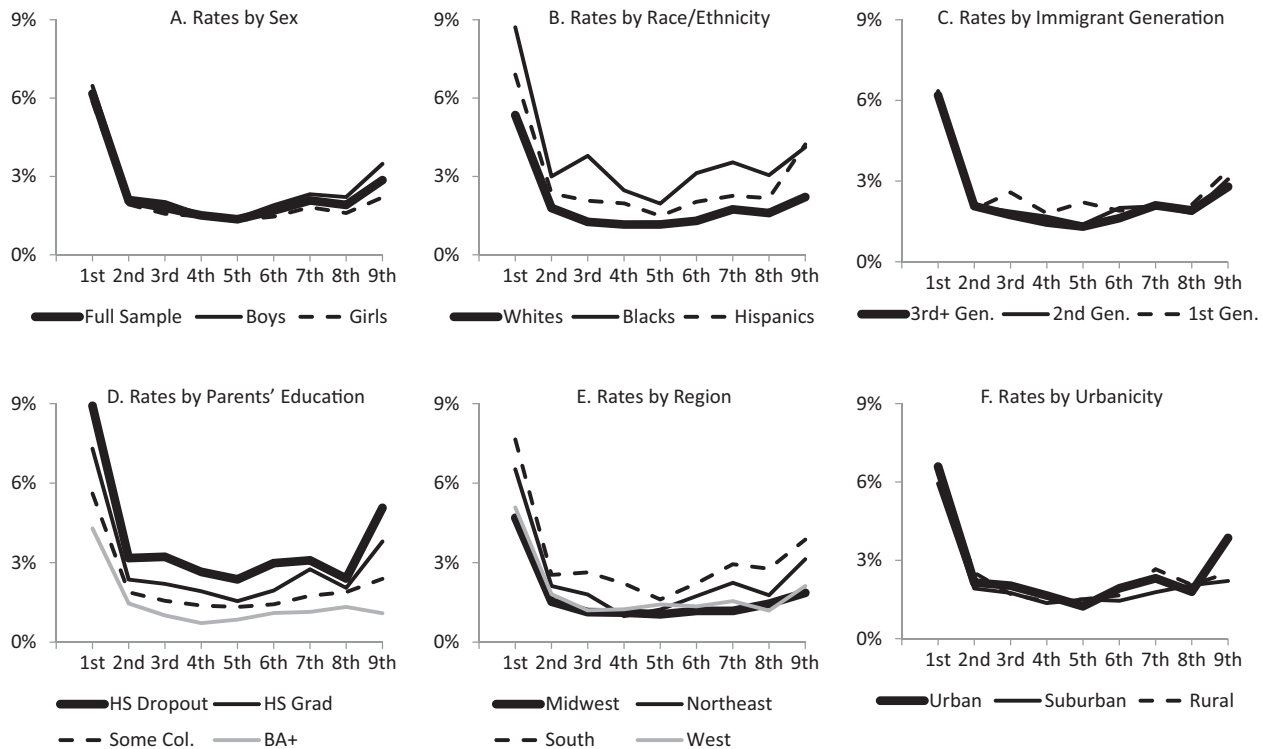 A. Rates by Sex
9%
6%
3%
0%
1st 2nd 3rd 4th 5th 6th 7th 8th 9th
Full Sample Boys Girls
B. Rates by Race/Ethnicity
9%
6%
3%
0%
1st 2nd 3rd 4th 5th 6th 7th 8th 9th
Whites Blacks Hispanics
C. Rates by Immigrant Generation
9%
6%
3%
0%
1st 2nd 3rd 4th 5th 6th 7th 8th 9th
3rd+ Gen. 2nd Gen. 1st Gen.
D. Rates by Parents’ Education
9%
6%
3%
0%
1st 2nd 3rd 4th 5th 6th 7th 8th 9th
HS Dropout HS Grad
Some Col. BA+
E. Rates by Region
9%
6%
3%
0%
1st 2nd 3rd 4th 5th 6th 7th 8th 9th
Midwest Northeast
South West
F. Rates by Urbanicity
9%
6%
3%
0%
1st 2nd 3rd 4th 5th 6th 7th 8th 9th
Urban Suburban Rural